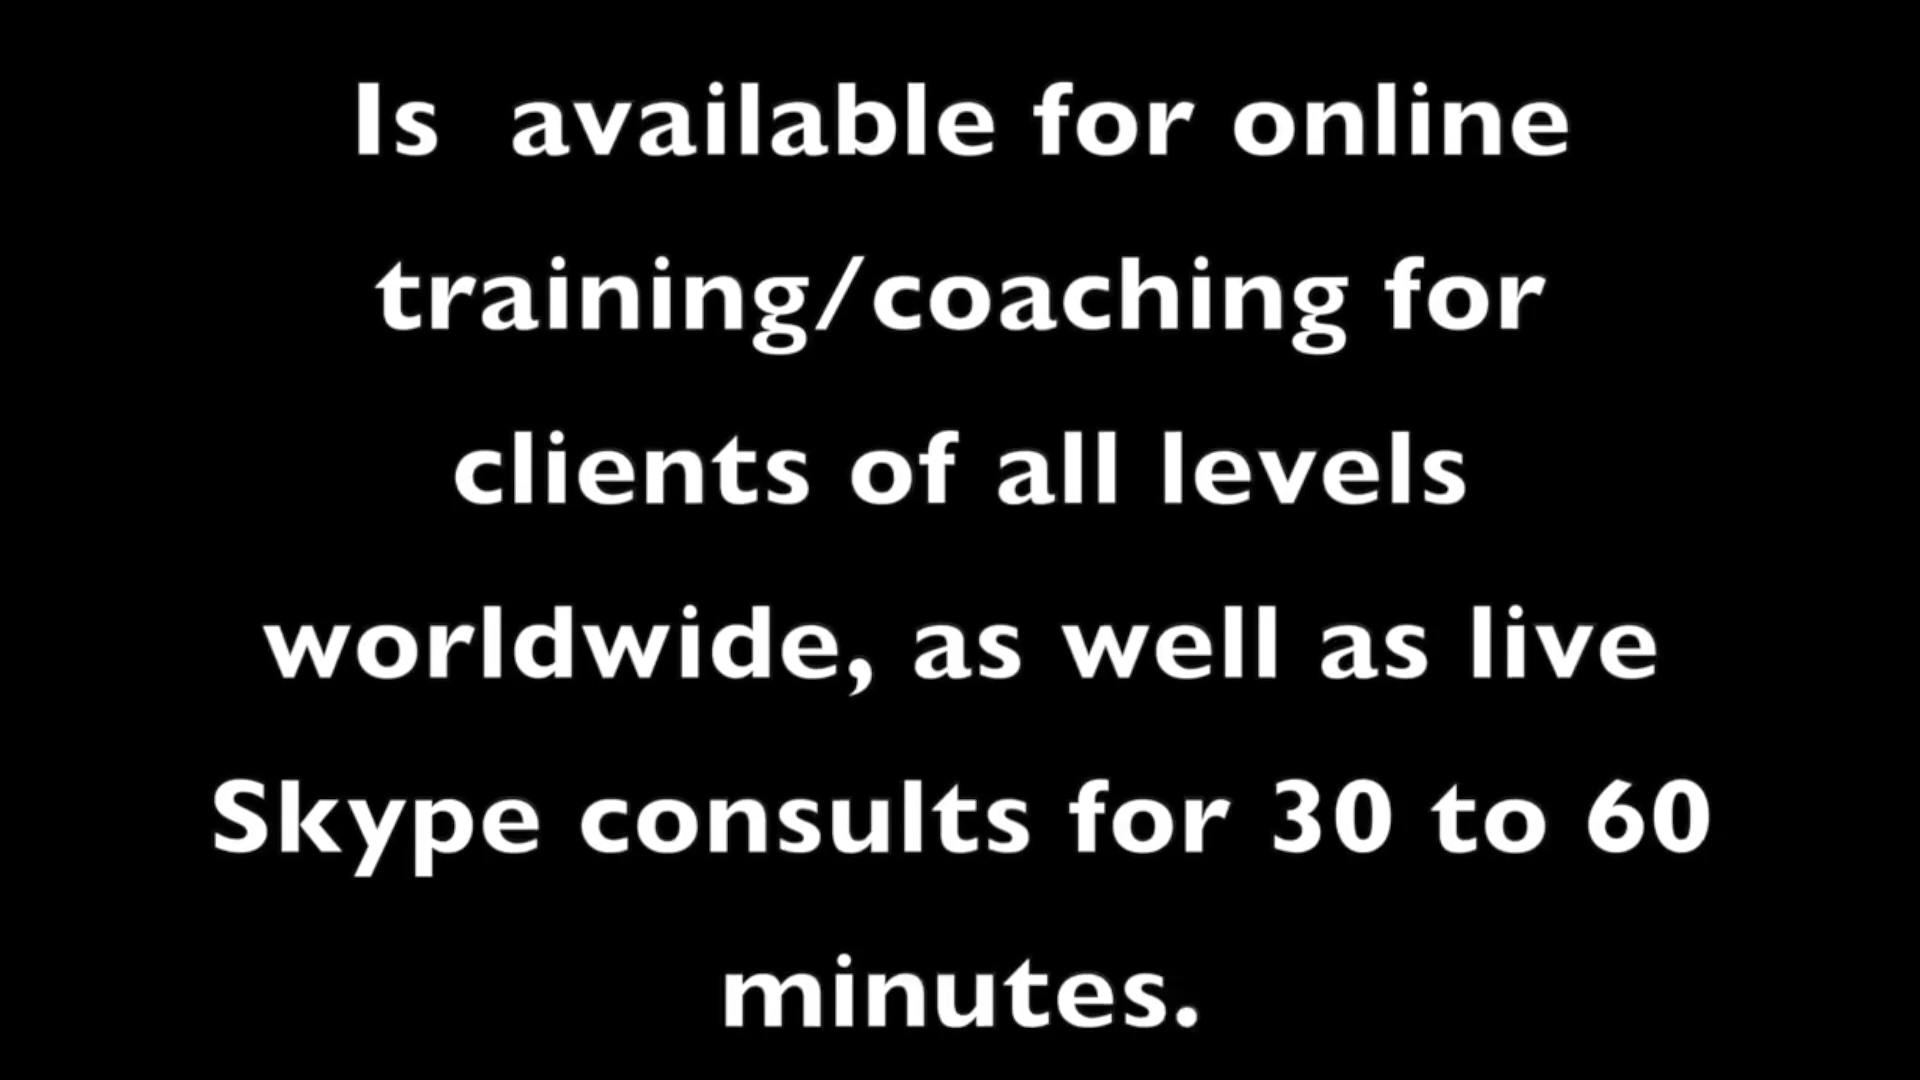 Is  available for online
training/coaching for
clients of all levels
worldwide, as well as live
Skype consults for 30 to 60
minutes.